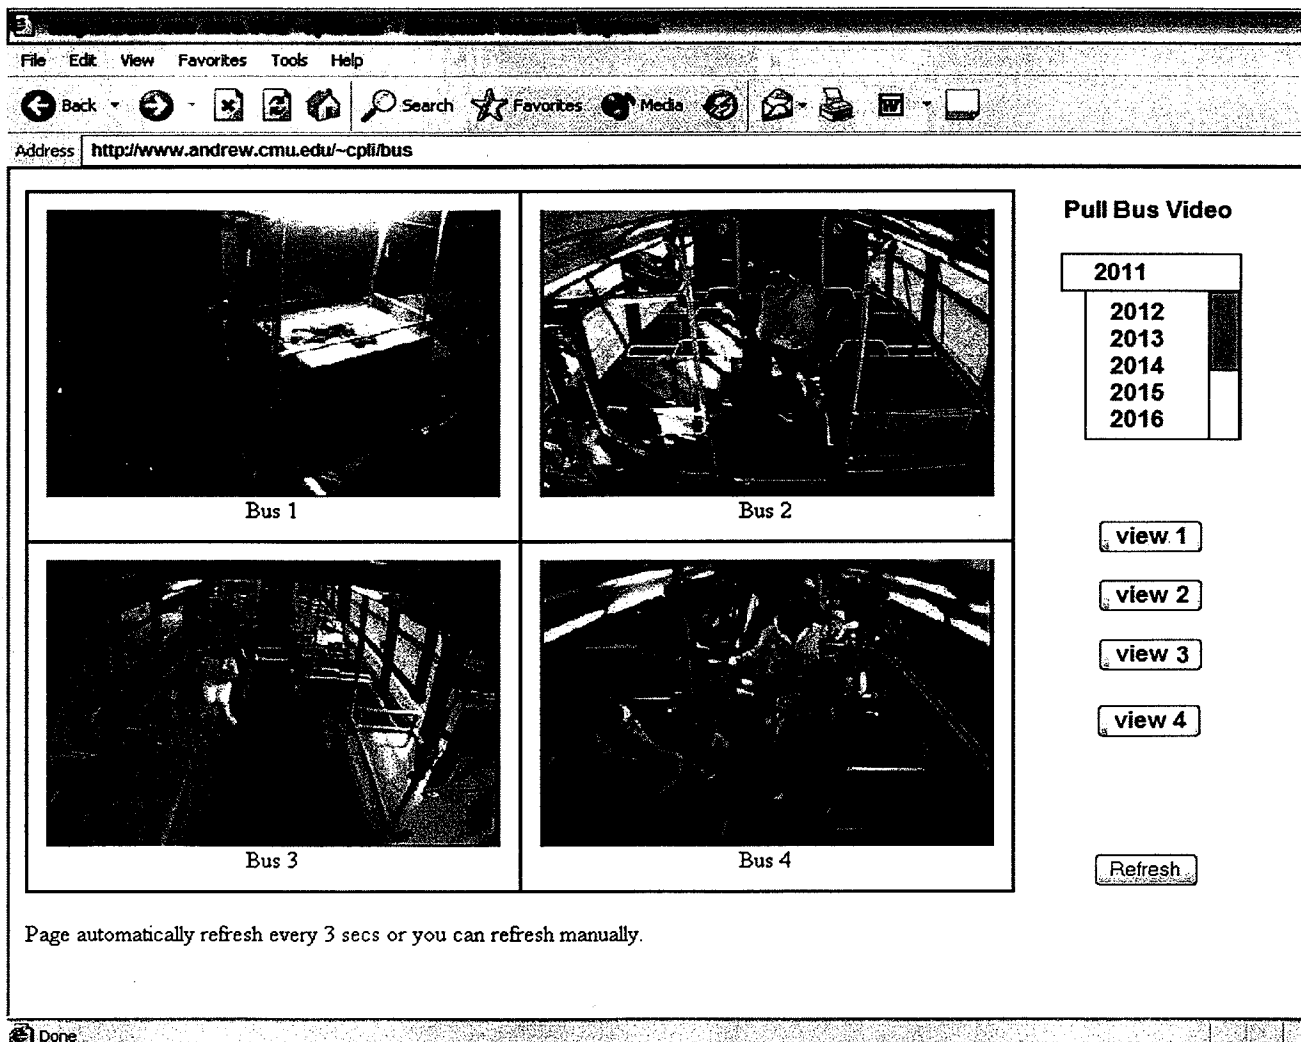 File Edit View Favorites Tools Help
Back Search Favorites Media
Address http://www.andrew.cmu.edu/~cpli/bus
Bus 1
Bus 2
Bus 3
Bus 4
Pull Bus Video
2011
2012
2013
2014
2015
2016
view 1
view 2
view 3
view 4
Refresh
Page automatically refresh every 3 secs or you can refresh manually.
Done